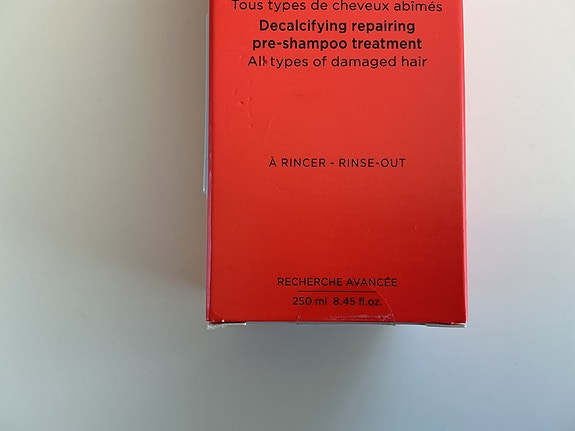 Tous types de cheveux abîmés
Decalcifying repairing
pre-shampoo treatment
All types of damaged hair
À RINCER - RINSE-OUT
RECHERCHE AVANCÉE
250 ml 8.45 fl.oz.